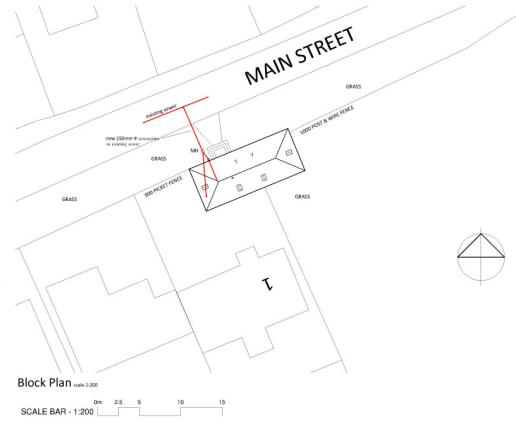 MAIN STREET
existing sewer
GRASS
1000 POST & WIRE FENCE
new 150mm ø connection
to existing sewer
MH
GRASS
900 PICKET FENCE
GRASS
GRASS
1
Block Plan scale 1:200
0m 2.5 5 10 15
SCALE BAR - 1:200